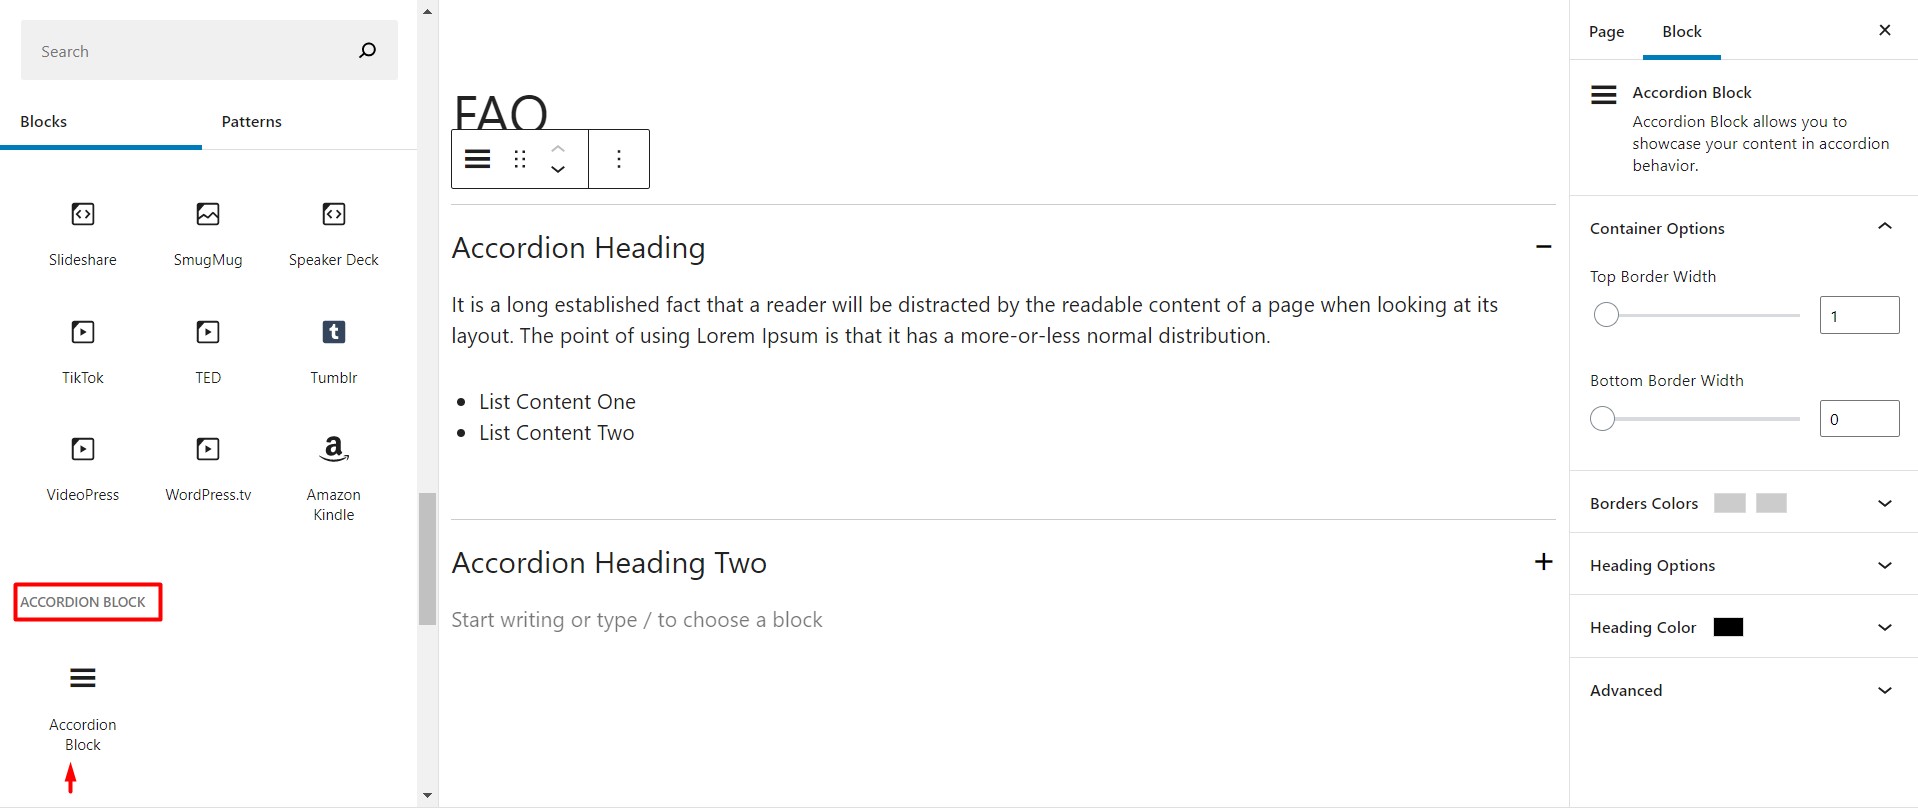 Search
Blocks
Patterns
Slideshare
SmugMug
Speaker Deck
TikTok
TED
Tumblr
VideoPress
WordPress.tv
Amazon
Kindle
ACCORDION BLOCK
Accordion
Block
FAQ
Accordion Heading
It is a long established fact that a reader will be distracted by the readable content of a page when looking at its
layout. The point of using Lorem Ipsum is that it has a more-or-less normal distribution.
• List Content One
• List Content Two
Accordion Heading Two
Start writing or type / to choose a block
Page
Block
Accordion Block
Accordion Block allows you to
showcase your content in accordion
behavior.
Container Options
Top Border Width
1
Bottom Border Width
0
Borders Colors
Heading Options
Heading Color
Advanced